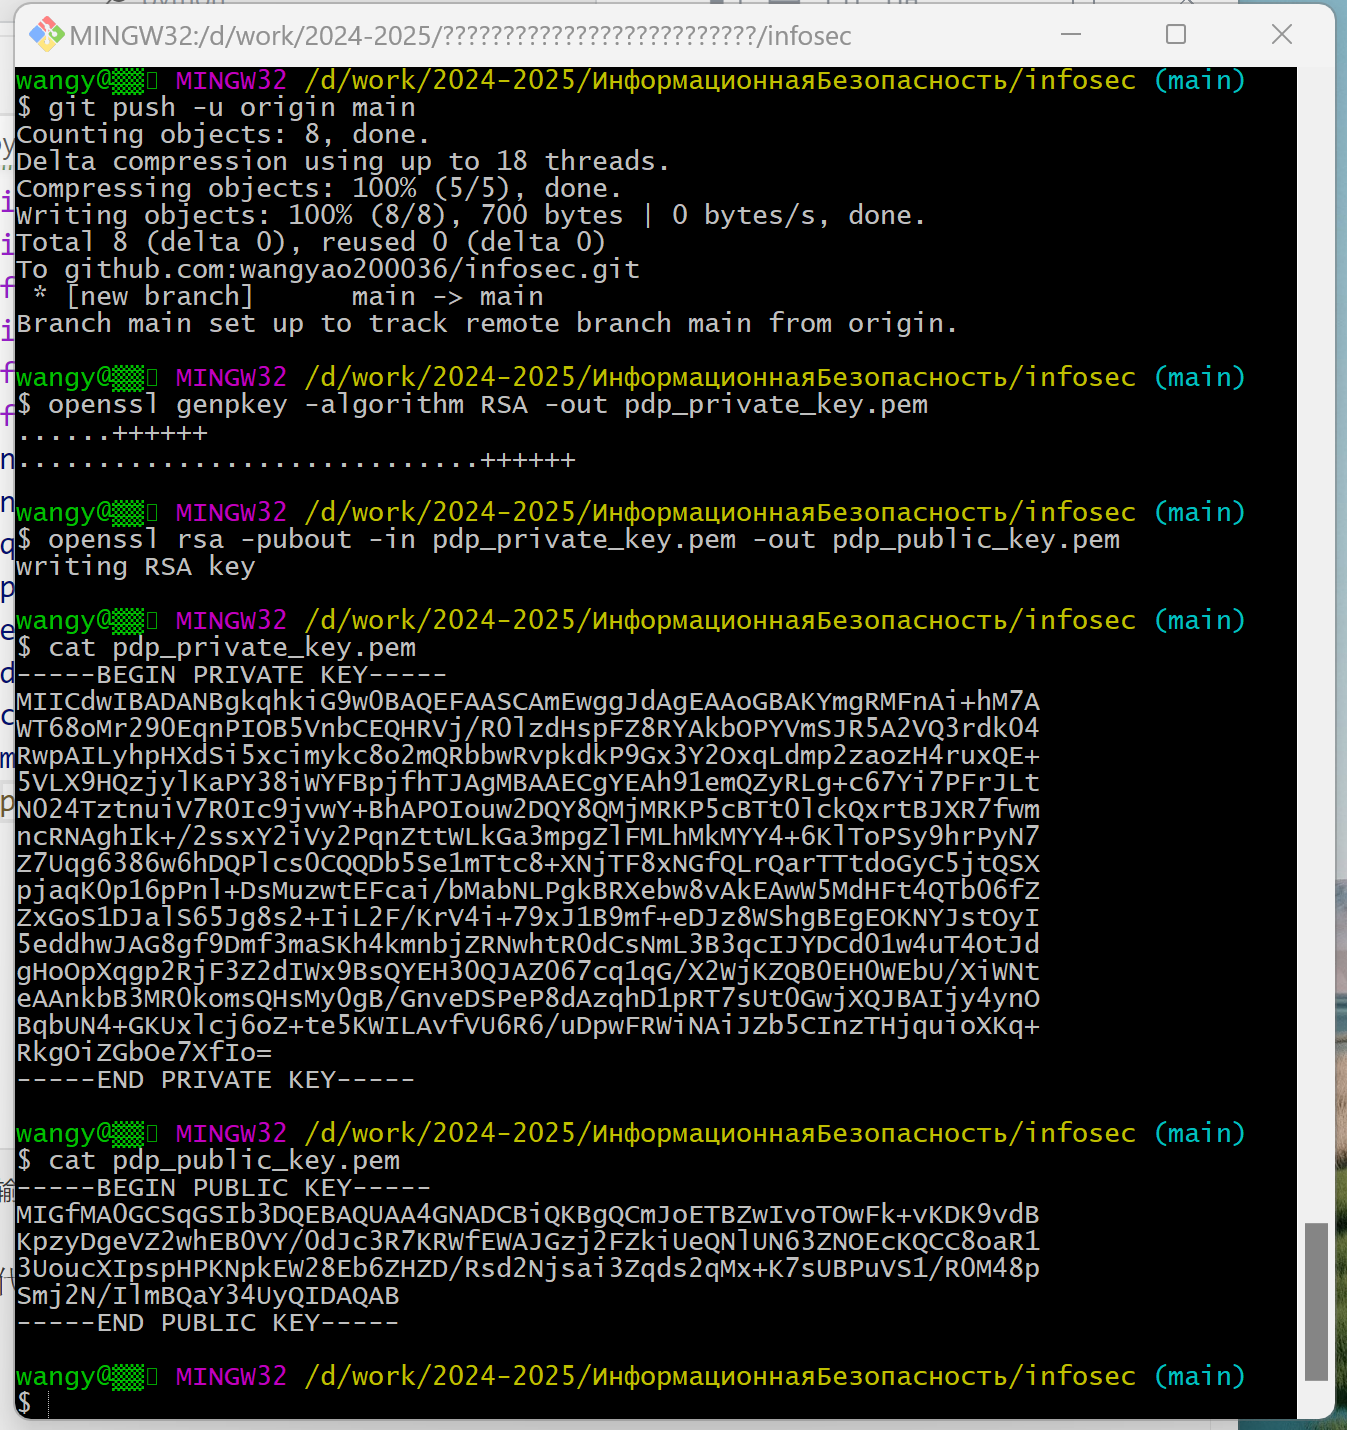 MINGW32:/d/work/2024-2025/??????????????????????????/infosec
wangy@▒▒ MINGW32 /d/work/2024-2025/ИнформационнаяБезопасность/infosec (main)
$ git push -u origin main
Counting objects: 8, done.
Delta compression using up to 18 threads.
Compressing objects: 100% (5/5), done.
Writing objects: 100% (8/8), 700 bytes | 0 bytes/s, done.
Total 8 (delta 0), reused 0 (delta 0)
To github.com:wangyao200036/infosec.git
 * [new branch]      main -> main
Branch main set up to track remote branch main from origin.
wangy@▒▒ MINGW32 /d/work/2024-2025/ИнформационнаяБезопасность/infosec (main)
$ openssl genpkey -algorithm RSA -out pdp_private_key.pem
......++++++
.............................++++++
wangy@▒▒ MINGW32 /d/work/2024-2025/ИнформационнаяБезопасность/infosec (main)
$ openssl rsa -pubout -in pdp_private_key.pem -out pdp_public_key.pem
writing RSA key
wangy@▒▒ MINGW32 /d/work/2024-2025/ИнформационнаяБезопасность/infosec (main)
$ cat pdp_private_key.pem
-----BEGIN PRIVATE KEY-----
MIICdwIBADANBgkqhkiG9w0BAQEFAASCAmEwggJdAgEAAoGBAKYmgRMFnAi+hM7A
WT68oMr290EqnPIOB5VnbCEQHRVj/R0lzdHspFZ8RYAkbOPYVmSJR5A2VQ3rdk04
RwpAILyhpHXdSi5xcimykc8o2mQRbbwRvpkdkP9Gx3Y2OxqLdmp2zaozH4ruxQE+
5VLX9HQzjylKaPY38iWYFBpjfhTJAgMBAAECgYEAh91emQZyRLg+c67Yi7PFrJLt
N024TztnuiV7R0Ic9jvwY+BhAPOIouw2DQY8QMjMRKP5cBTt0lckQxrtBJXR7fwm
ncRNAghIk+/2ssxY2iVy2PqnZttWLkGa3mpgZlFMLhMkMYY4+6KlToPSy9hrPyN7
Z7Uqg6386w6hDQPlcs0CQQDb5Se1mTtc8+XNjTF8xNGfQLrQarTTtdoGyC5jtQSX
pjaqK0p16pPnl+DsMuzwtEFcai/bMabNLPgkBRXebw8vAkEAwW5MdHFt4QTb06fZ
ZxGoS1DJalS65Jg8s2+IiL2F/KrV4i+79xJ1B9mf+eDJz8WShgBEgEOKNYJstOyI
5eddhwJAG8gf9Dmf3maSKh4kmnbjZRNwhtR0dCsNmL3B3qcIJYDCd01w4uT4OtJd
gHoOpXqgp2RjF3Z2dIWx9BsQYEH30QJAZ067cq1qG/X2WjKZQB0EH0WEbU/XiWNt
eAAnkbB3MR0komsQHsMy0gB/GnveDSPeP8dAzqhD1pRT7sUt0GwjXQJBAIjy4ynO
BqbUN4+GKUxlcj6oZ+te5KWILAvfVU6R6/uDpwFRWiNAiJZb5CInzTHjquioXKq+
RkgOiZGbOe7XfIo=
-----END PRIVATE KEY-----
wangy@▒▒ MINGW32 /d/work/2024-2025/ИнформационнаяБезопасность/infosec (main)
$ cat pdp_public_key.pem
-----BEGIN PUBLIC KEY-----
MIGfMA0GCSqGSIb3DQEBAQUAA4GNADCBiQKBgQCmJoETBZwIvoTOwFk+vKDK9vdB
KpzyDgeVZ2whEB0VY/0dJc3R7KRWfEWAJGzj2FZkiUeQNlUN63ZNOEcKQCC8oaR1
3UoucXIpspHPKNpkEW28Eb6ZHZD/Rsd2Njsai3Zqds2qMx+K7sUBPuVS1/R0M48p
Smj2N/IlmBQaY34UyQIDAQAB
-----END PUBLIC KEY-----
wangy@▒▒ MINGW32 /d/work/2024-2025/ИнформационнаяБезопасность/infosec (main)
$